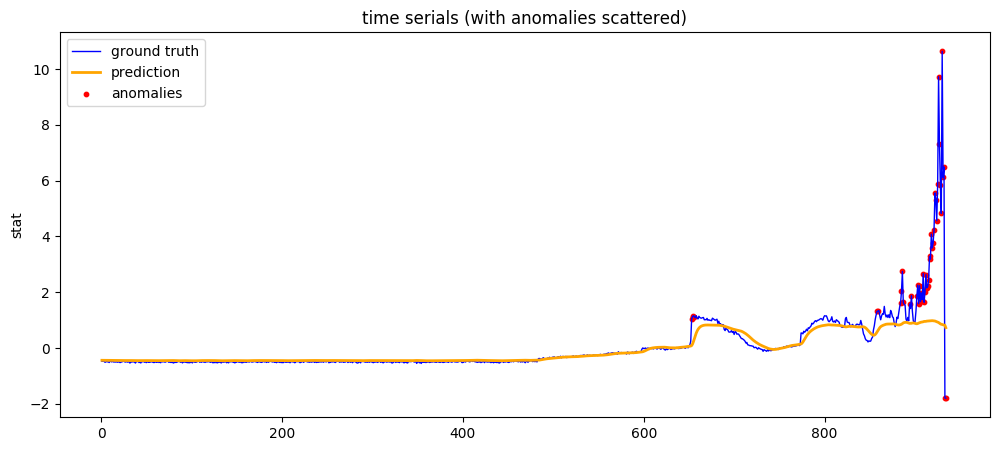 time serials (with anomalies scattered)
ground truth
prediction
anomalies
stat
10
8
6
4
2
0
−2
0
200
400
600
800